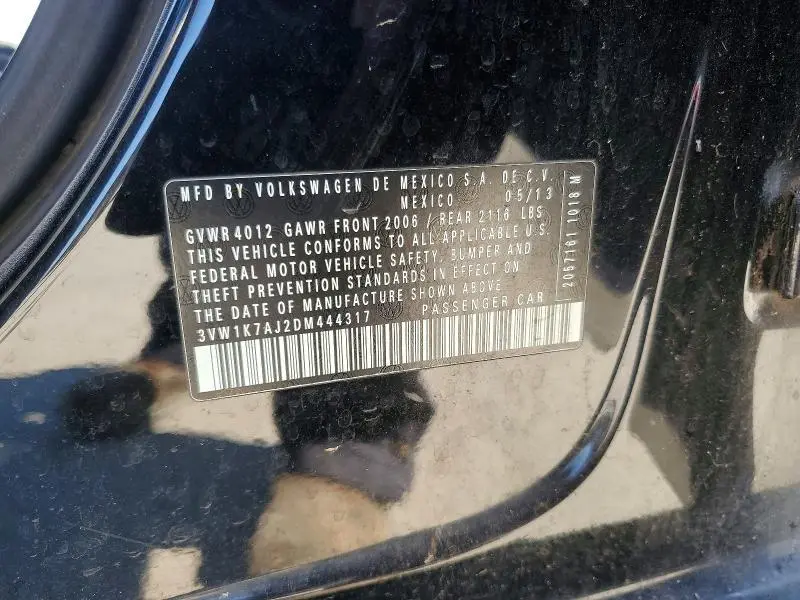 MFD BY VOLKSWAGEN DE MEXICO S.A. DE C.V.
MEXICO 05/13
GVWR 4012 GAWR FRONT 2006 / REAR 2116 LBS
THIS VEHICLE CONFORMS TO ALL APPLICABLE U.S.
FEDERAL MOTOR VEHICLE SAFETY, BUMPER AND
THEFT PREVENTION STANDARDS IN EFFECT ON
THE DATE OF MANUFACTURE SHOWN ABOVE
3VW1K7AJ2DM444317 PASSENGER CAR
2057161 1018 M